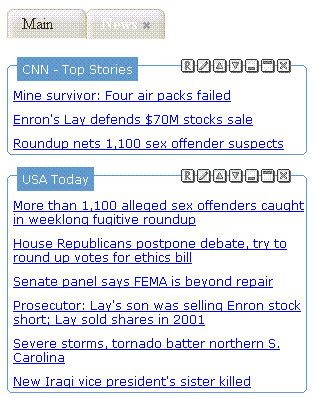 Main News
CNN - Top Stories
Mine survivor: Four air packs failed
Enron's Lay defends $70M stocks sale
Roundup nets 1,100 sex offender suspects
USA Today
More than 1,100 alleged sex offenders caught
in weeklong fugitive roundup
House Republicans postpone debate, try to
round up votes for ethics bill
Senate panel says FEMA is beyond repair
Prosecutor: Lay's son was selling Enron stock
short; Lay sold shares in 2001
Severe storms, tornado batter northern S.
Carolina
New Iraqi vice president's sister killed